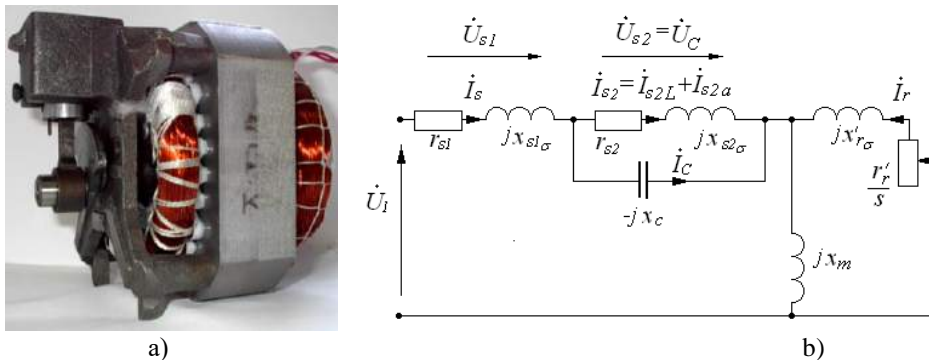 U̇s1
U̇s2=U̇C
İs
İs2=İs2L+İs2a
İr
rs1
jxs1σ
rs2
jxs2σ
jx'rσ
İC
r'r/s
-jxc
U̇1
jxm
a)
b)